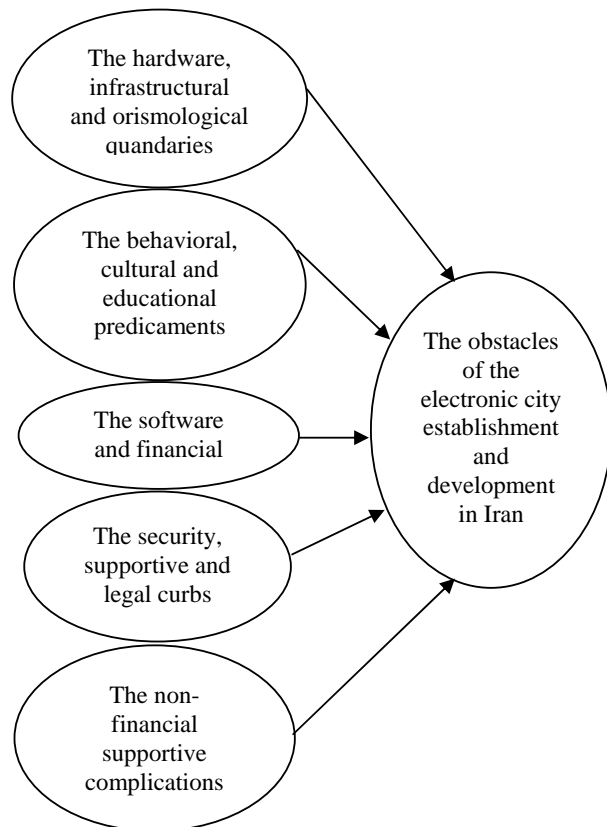 The hardware,
infrastructural
and orismological
quandaries
The behavioral,
cultural and
educational
predicaments
The software
and financial
The security,
supportive and
legal curbs
The non-
financial
supportive
complications
The obstacles
of the
electronic city
establishment
and
development
in Iran